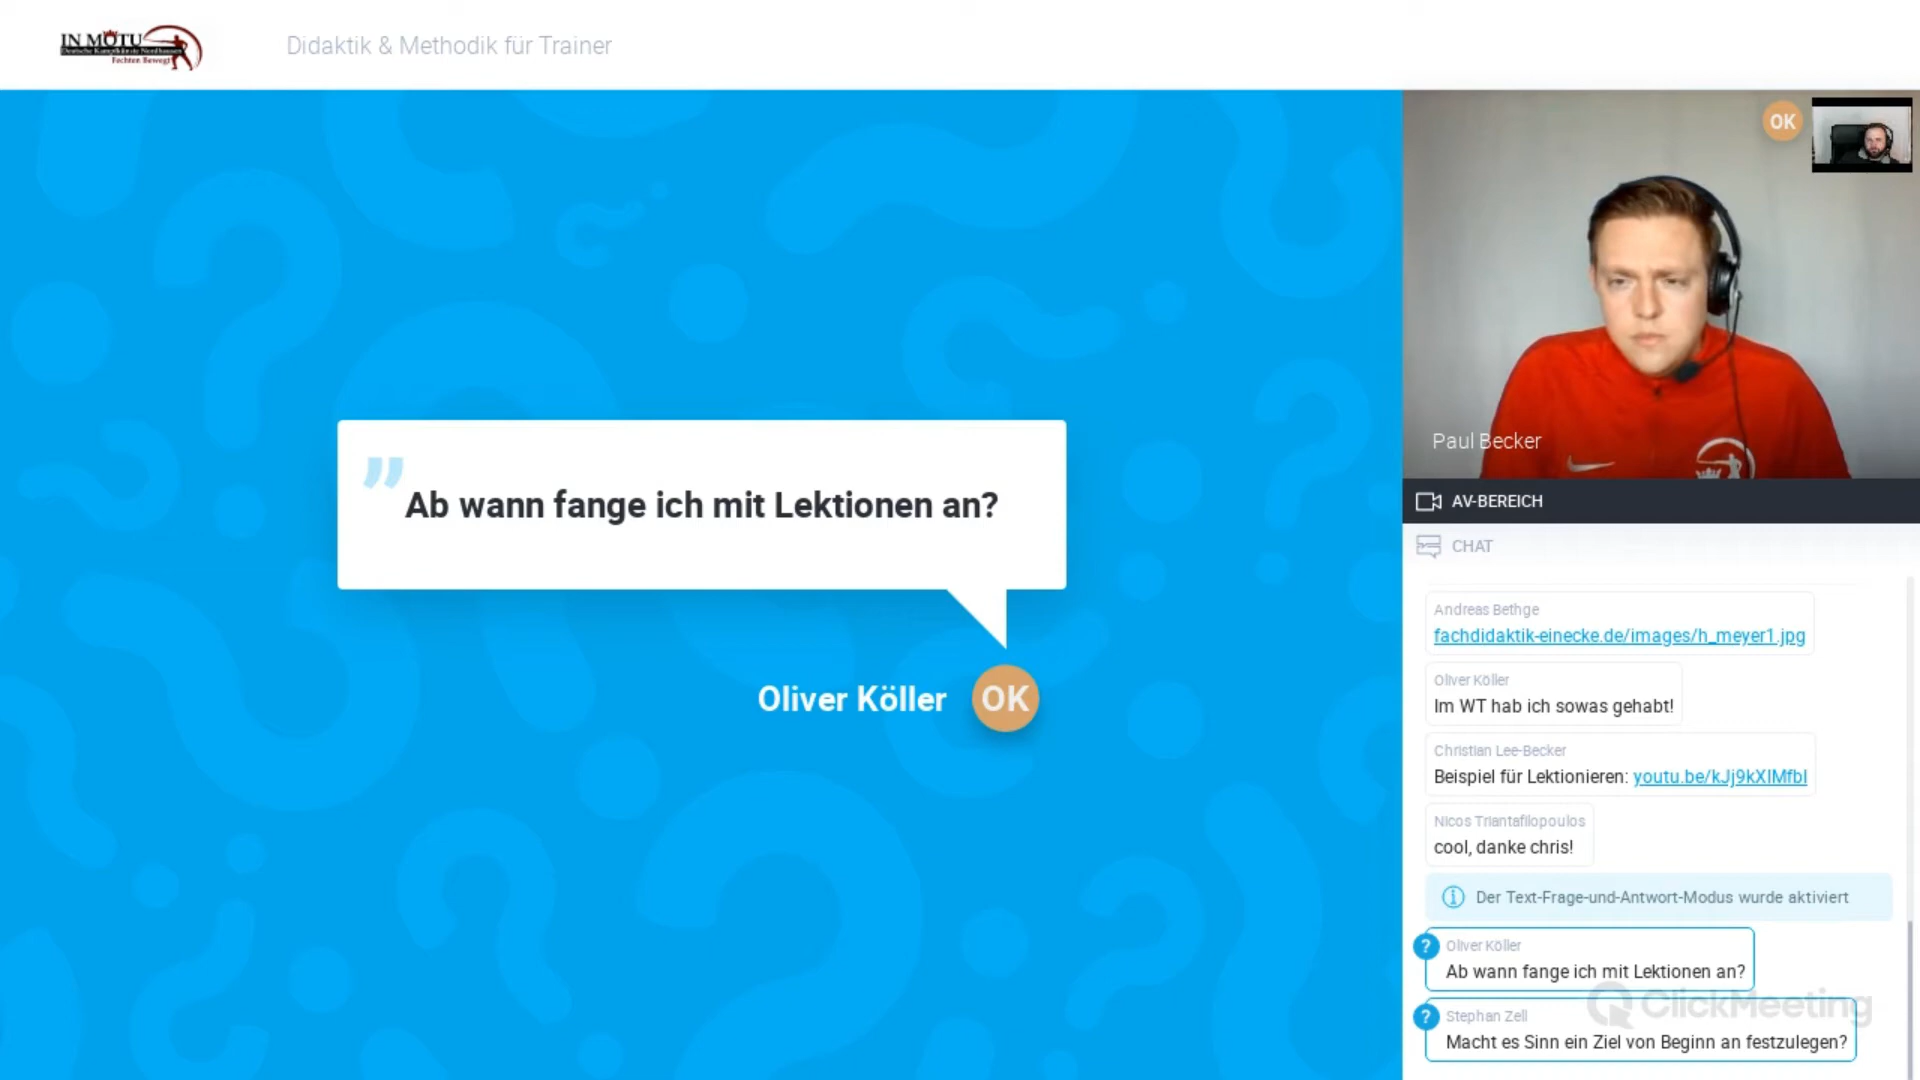 IN MOTU
Fechten Bewegt
Didaktik & Methodik für Trainer
Ab wann fange ich mit Lektionen an?
Oliver Köller
OK
OK
Paul Becker
AV-BEREICH
CHAT
Andreas Bethge
fachdidaktik-einecke.de/images/h_meyer1.jpg
Oliver Köller
Im WT hab ich sowas gehabt!
Christian Lee-Becker
Beispiel für Lektionieren: youtu.be/kJj9kXIMfbI
Nicos Triantafilopoulos
cool, danke chris!
Der Text-Frage-und-Antwort-Modus wurde aktiviert
? Oliver Köller
Ab wann fange ich mit Lektionen an?
ClickMeeting
? Stephan Zell
Macht es Sinn ein Ziel von Beginn an festzulegen?